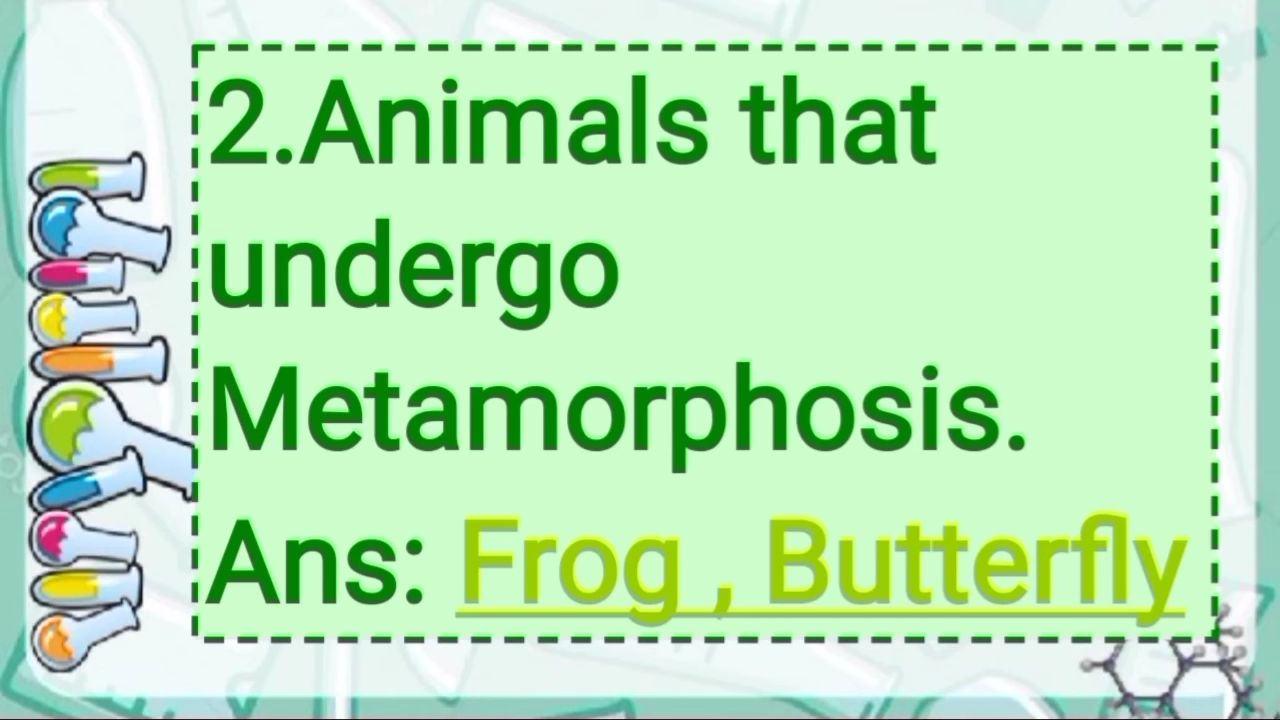 2.Animals that
undergo
Metamorphosis.
Ans: Frog , Butterfly